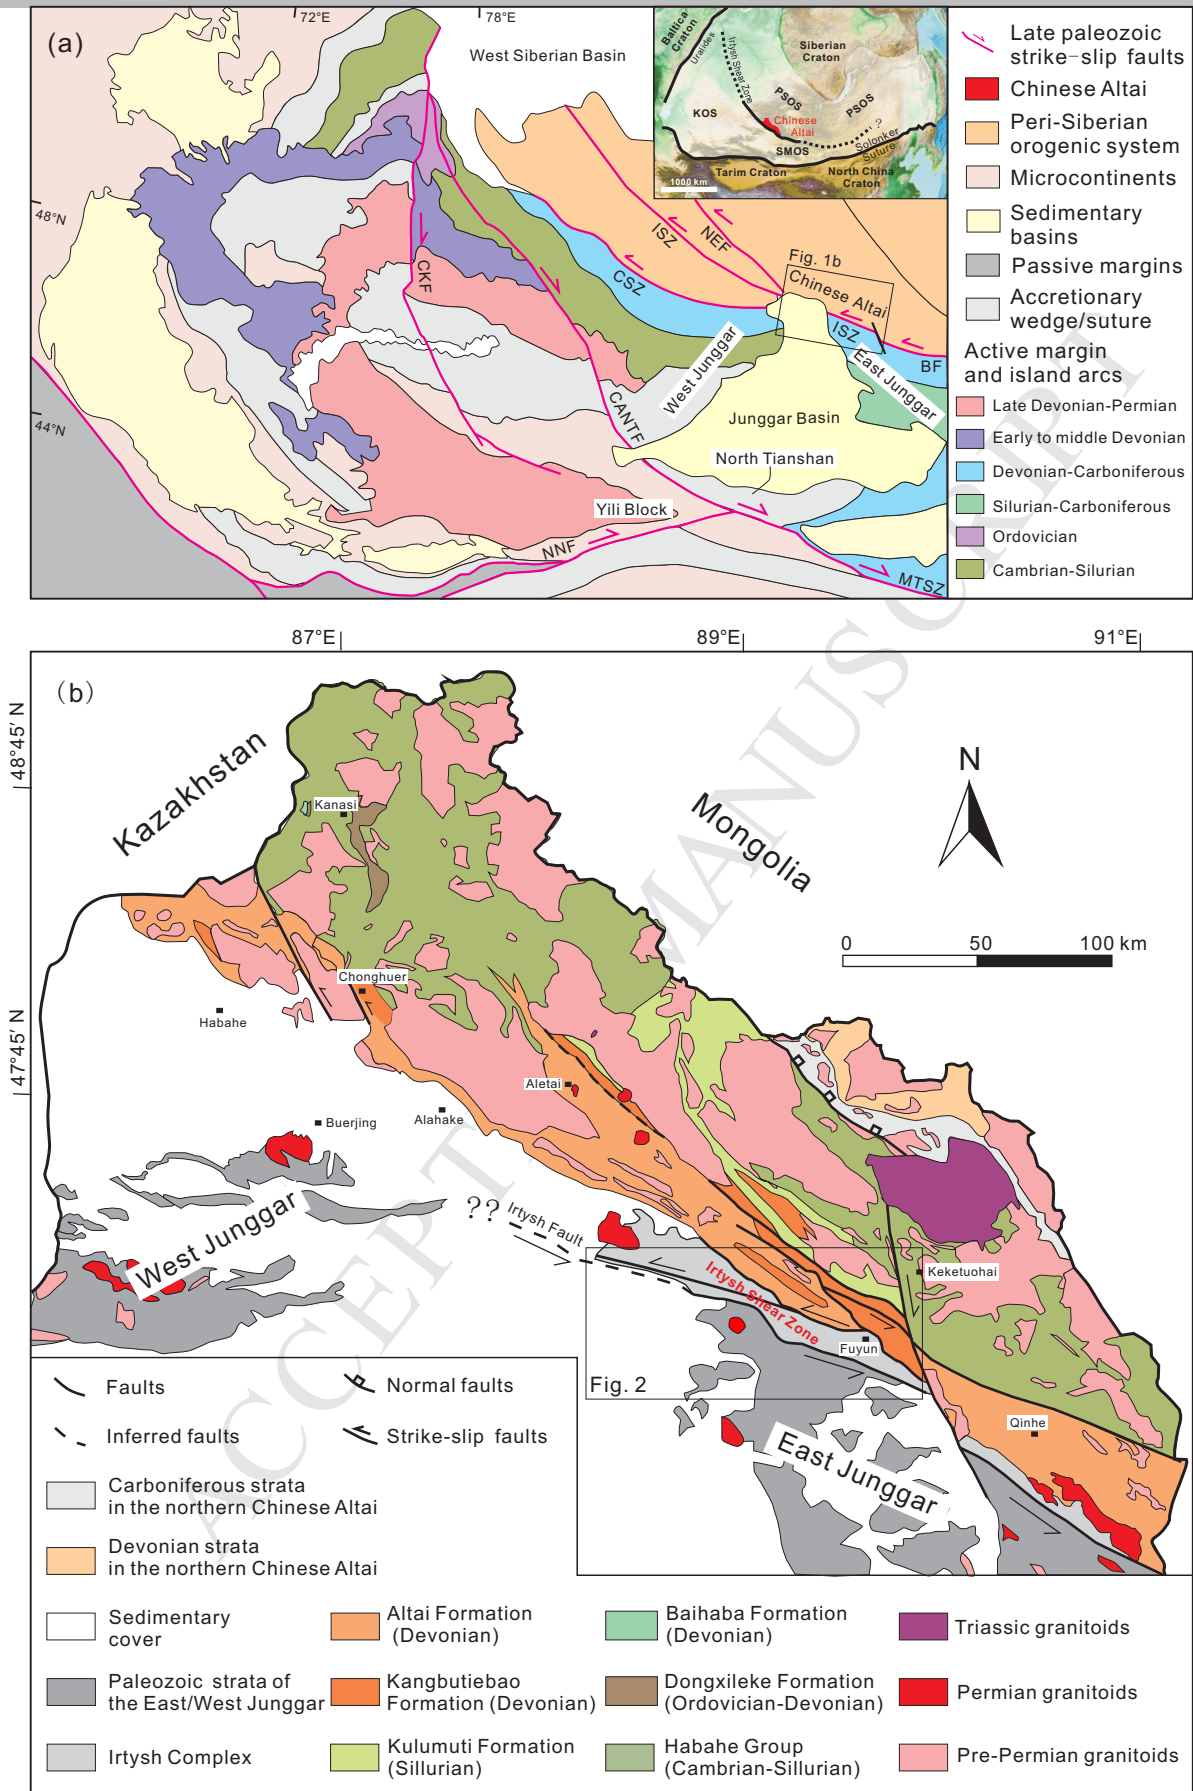 (a)
72°E
78°E
48°N
44°N
West Siberian Basin
Baltica
Craton
Uralides
Irtysh Shear Zone
Siberian
Craton
PSOS
PSOS
KOS
Chinese
Altai
?
SMOS
Solonker
Suture
Tarim Craton
North China
Craton
1000 km
ISZ
NEF
CSZ
CKF
Fig. 1b
Chinese Altai
ISZ
BF
West Junggar
East Junggar
CANTF
Junggar Basin
North Tianshan
Yili Block
NNF
MTSZ
Late paleozoic
strike-slip faults
Chinese Altai
Peri-Siberian
orogenic system
Microcontinents
Sedimentary
basins
Passive margins
Accretionary
wedge/suture
Active margin
and island arcs
Late Devonian-Permian
Early to middle Devonian
Devonian-Carboniferous
Silurian-Carboniferous
Ordovician
Cambrian-Silurian
87°E
89°E
91°E
(b)
48°45′ N
47°45′ N
Kazakhstan
Mongolia
N
0 50 100 km
Kanasi
Chonghuer
Habahe
Aletai
Alahake
Buerjing
West Junggar
?? Irtysh Fault
Irtysh Shear Zone
Keketuohai
Fuyun
Fig. 2
Qinhe
East Junggar
Faults
Normal faults
Inferred faults
Strike-slip faults
Carboniferous strata
in the northern Chinese Altai
Devonian strata
in the northern Chinese Altai
Sedimentary
cover
Altai Formation
(Devonian)
Baihaba Formation
(Devonian)
Triassic granitoids
Paleozoic strata of
the East/West Junggar
Kangbutiebao
Formation (Devonian)
Dongxileke Formation
(Ordovician-Devonian)
Permian granitoids
Irtysh Complex
Kulumuti Formation
(Sillurian)
Habahe Group
(Cambrian-Sillurian)
Pre-Permian granitoids
ACCEPTED MANUSCRIPT